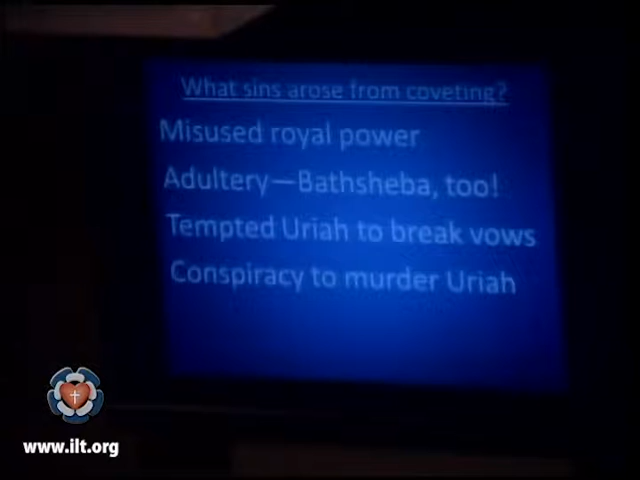 What sins arose from coveting?
Misused royal power
Adultery—Bathsheba, too!
Tempted Uriah to break vows
Conspiracy to murder Uriah
www.ilt.org